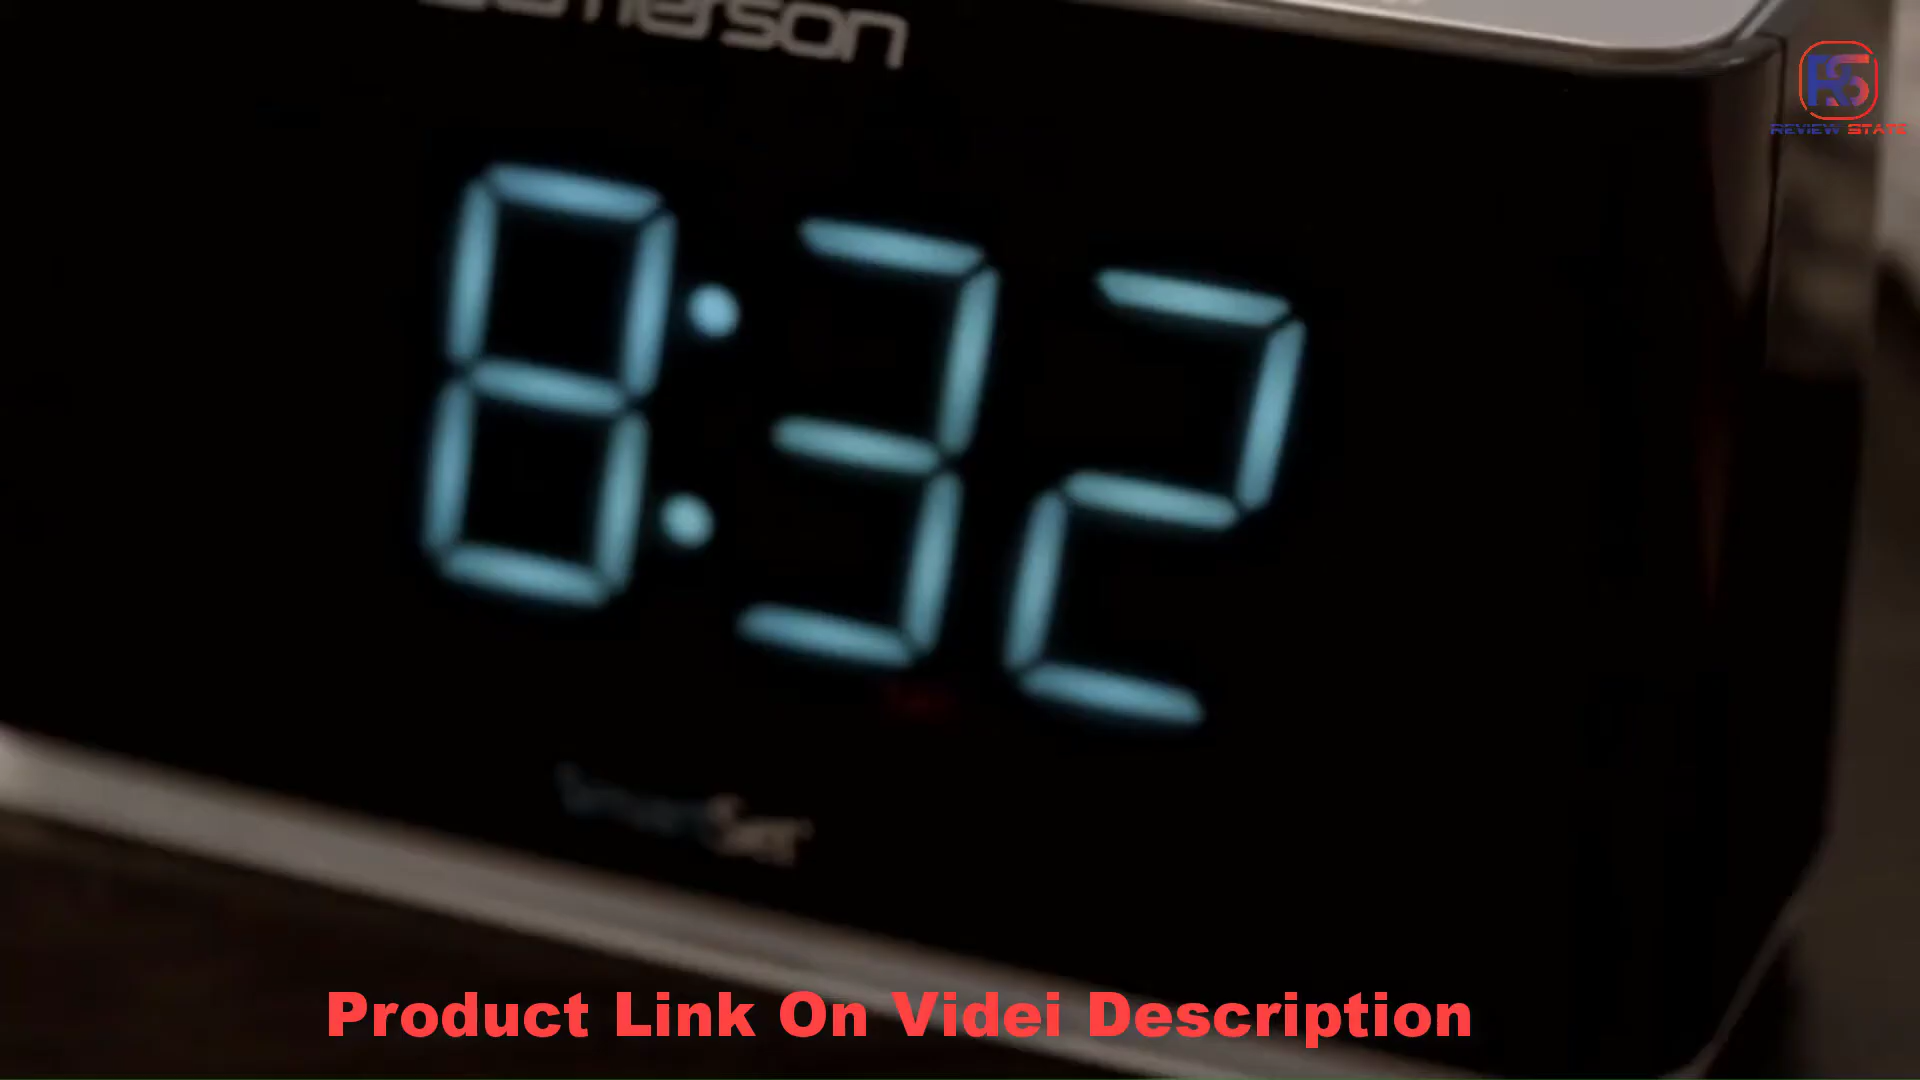 emerson
REVIEW STATE
8:32
SmartSet
Product Link On Videi Description